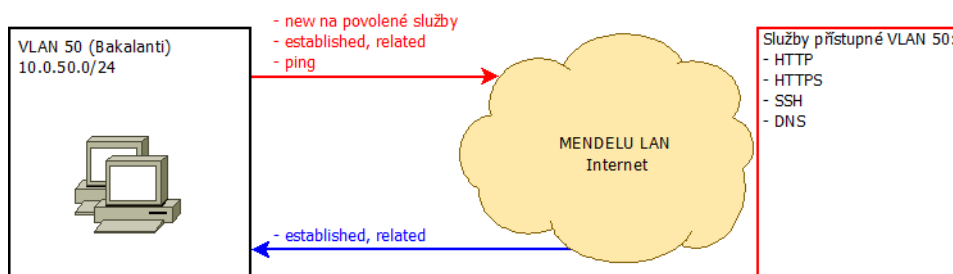 VLAN 50 (Bakalanti)
10.0.50.0/24
- new na povolené služby
- established, related
- ping
MENDELU LAN
Internet
Služby přístupné VLAN 50:
- HTTP
- HTTPS
- SSH
- DNS
- established, related